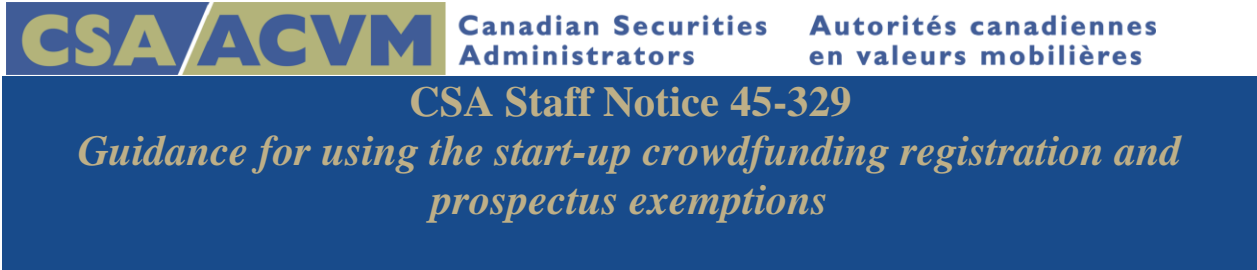 CSA/ACVM Canadian Securities Autorités canadiennes
Administrators en valeurs mobilières
CSA Staff Notice 45-329
Guidance for using the start-up crowdfunding registration and
prospectus exemptions